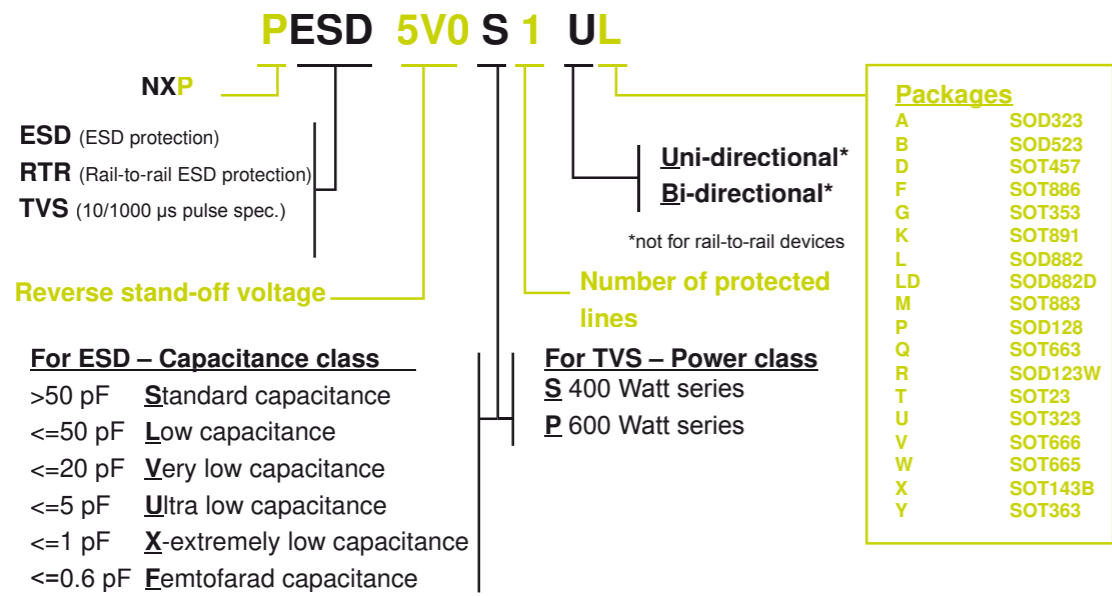 PESD 5V0 S 1 UL
NXP
ESD (ESD protection)
RTR (Rail-to-rail ESD protection)
TVS (10/1000 µs pulse spec.)
Uni-directional*
Bi-directional*
*not for rail-to-rail devices
Reverse stand-off voltage
Number of protected
lines
For ESD – Capacitance class
>50 pF Standard capacitance
<=50 pF Low capacitance
<=20 pF Very low capacitance
<=5 pF Ultra low capacitance
<=1 pF X-extremely low capacitance
<=0.6 pF Femtofarad capacitance
For TVS – Power class
S 400 Watt series
P 600 Watt series
Packages
A SOD323
B SOD523
D SOT457
F SOT886
G SOT353
K SOT891
L SOD882
LD SOD882D
M SOT883
P SOD128
Q SOT663
R SOD123W
T SOT23
U SOT323
V SOT666
W SOT665
X SOT143B
Y SOT363